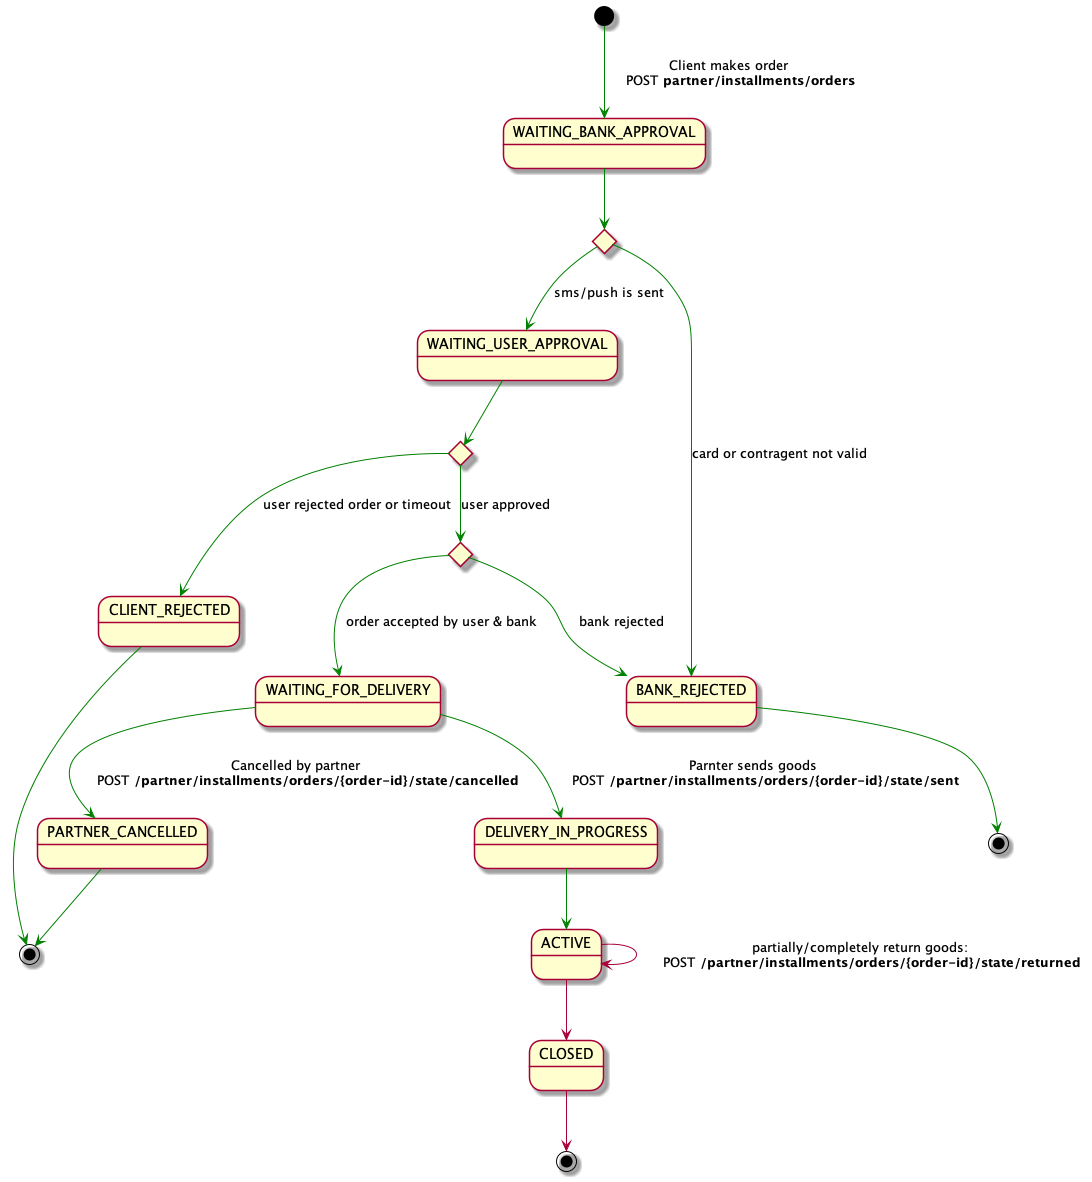 Client makes order
POST partner/installments/orders
WAITING_BANK_APPROVAL
sms/push is sent
WAITING_USER_APPROVAL
card or contragent not valid
user rejected order or timeout
user approved
CLIENT_REJECTED
order accepted by user & bank
bank rejected
WAITING_FOR_DELIVERY
BANK_REJECTED
Cancelled by partner
POST /partner/installments/orders/{order-id}/state/cancelled
Parnter sends goods
POST /partner/installments/orders/{order-id}/state/sent
PARTNER_CANCELLED
DELIVERY_IN_PROGRESS
ACTIVE
partially/completely return goods:
POST /partner/installments/orders/{order-id}/state/returned
CLOSED